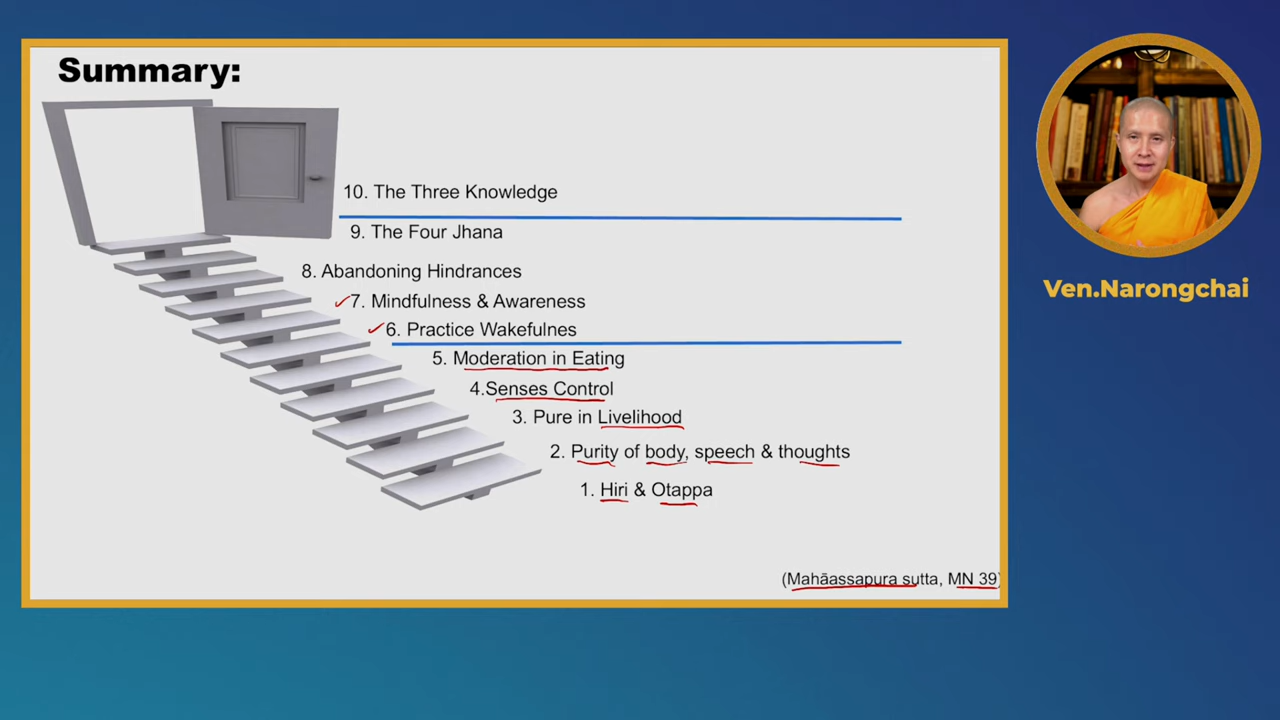 Summary:
10. The Three Knowledge
9. The Four Jhana
8. Abandoning Hindrances
7. Mindfulness & Awareness
6. Practice Wakefulnes
5. Moderation in Eating
4.Senses Control
3. Pure in Livelihood
2. Purity of body, speech & thoughts
1. Hiri & Otappa
(Mahāassapura sutta, MN 39)
Ven.Narongchai